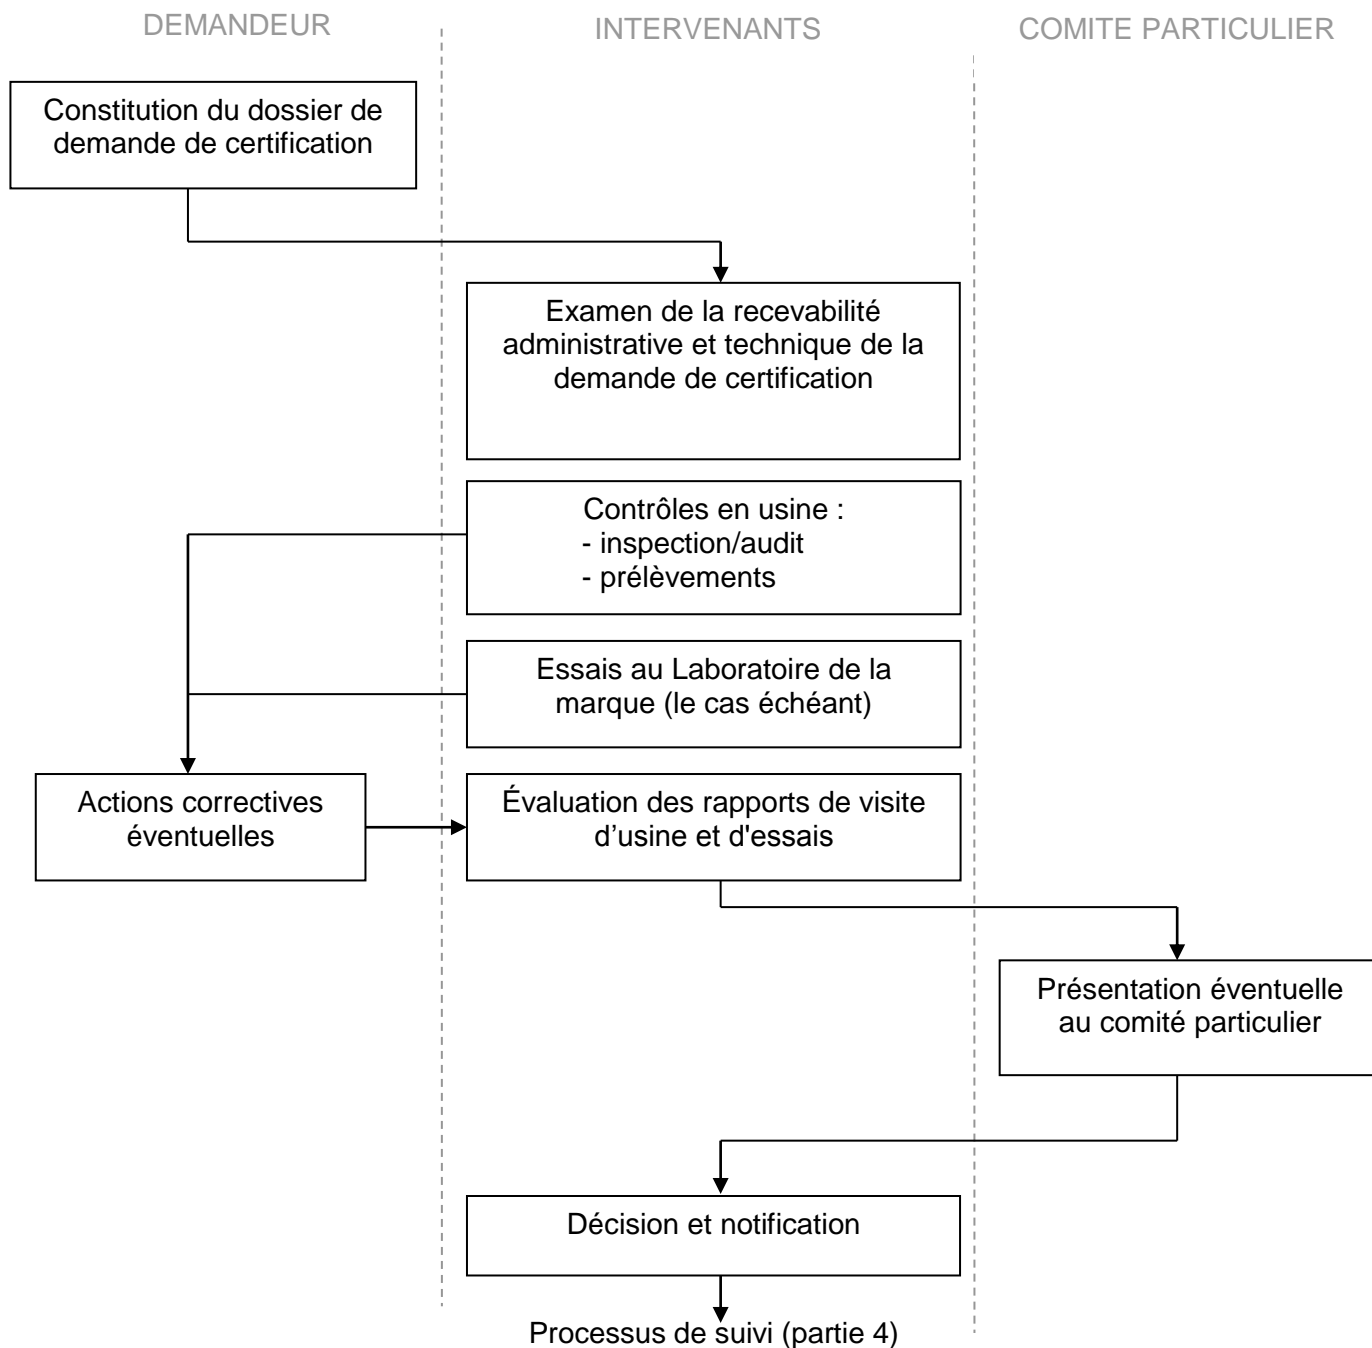 DEMANDEUR
INTERVENANTS
COMITE PARTICULIER
Constitution du dossier de
demande de certification
Examen de la recevabilité
administrative et technique de la
demande de certification
Contrôles en usine :
- inspection/audit
- prélèvements
Essais au Laboratoire de la
marque (le cas échéant)
Actions correctives
éventuelles
Évaluation des rapports de visite
d’usine et d'essais
Présentation éventuelle
au comité particulier
Décision et notification
Processus de suivi (partie 4)